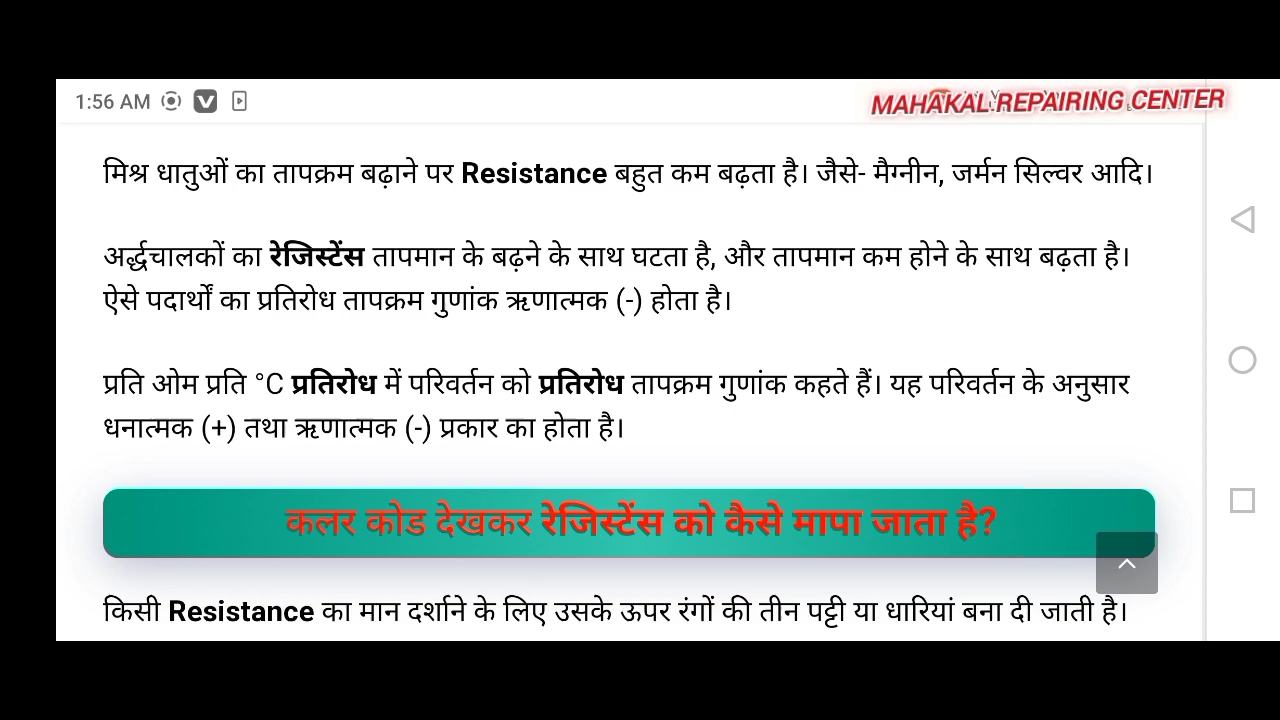 1:56 AM
MAHAKAL REPAIRING CENTER
मिश्र धातुओं का तापक्रम बढ़ाने पर Resistance बहुत कम बढ़ता है। जैसे- मैग्नीन, जर्मन सिल्वर आदि।
अर्द्धचालकों का रेजिस्टेंस तापमान के बढ़ने के साथ घटता है, और तापमान कम होने के साथ बढ़ता है।
ऐसे पदार्थों का प्रतिरोध तापक्रम गुणांक ऋणात्मक (-) होता है।
प्रति ओम प्रति °C प्रतिरोध में परिवर्तन को प्रतिरोध तापक्रम गुणांक कहते हैं। यह परिवर्तन के अनुसार
धनात्मक (+) तथा ऋणात्मक (-) प्रकार का होता है।
कलर कोड देखकर रेजिस्टेंस को कैसे मापा जाता है?
किसी Resistance का मान दर्शाने के लिए उसके ऊपर रंगों की तीन पट्टी या धारियां बना दी जाती है।